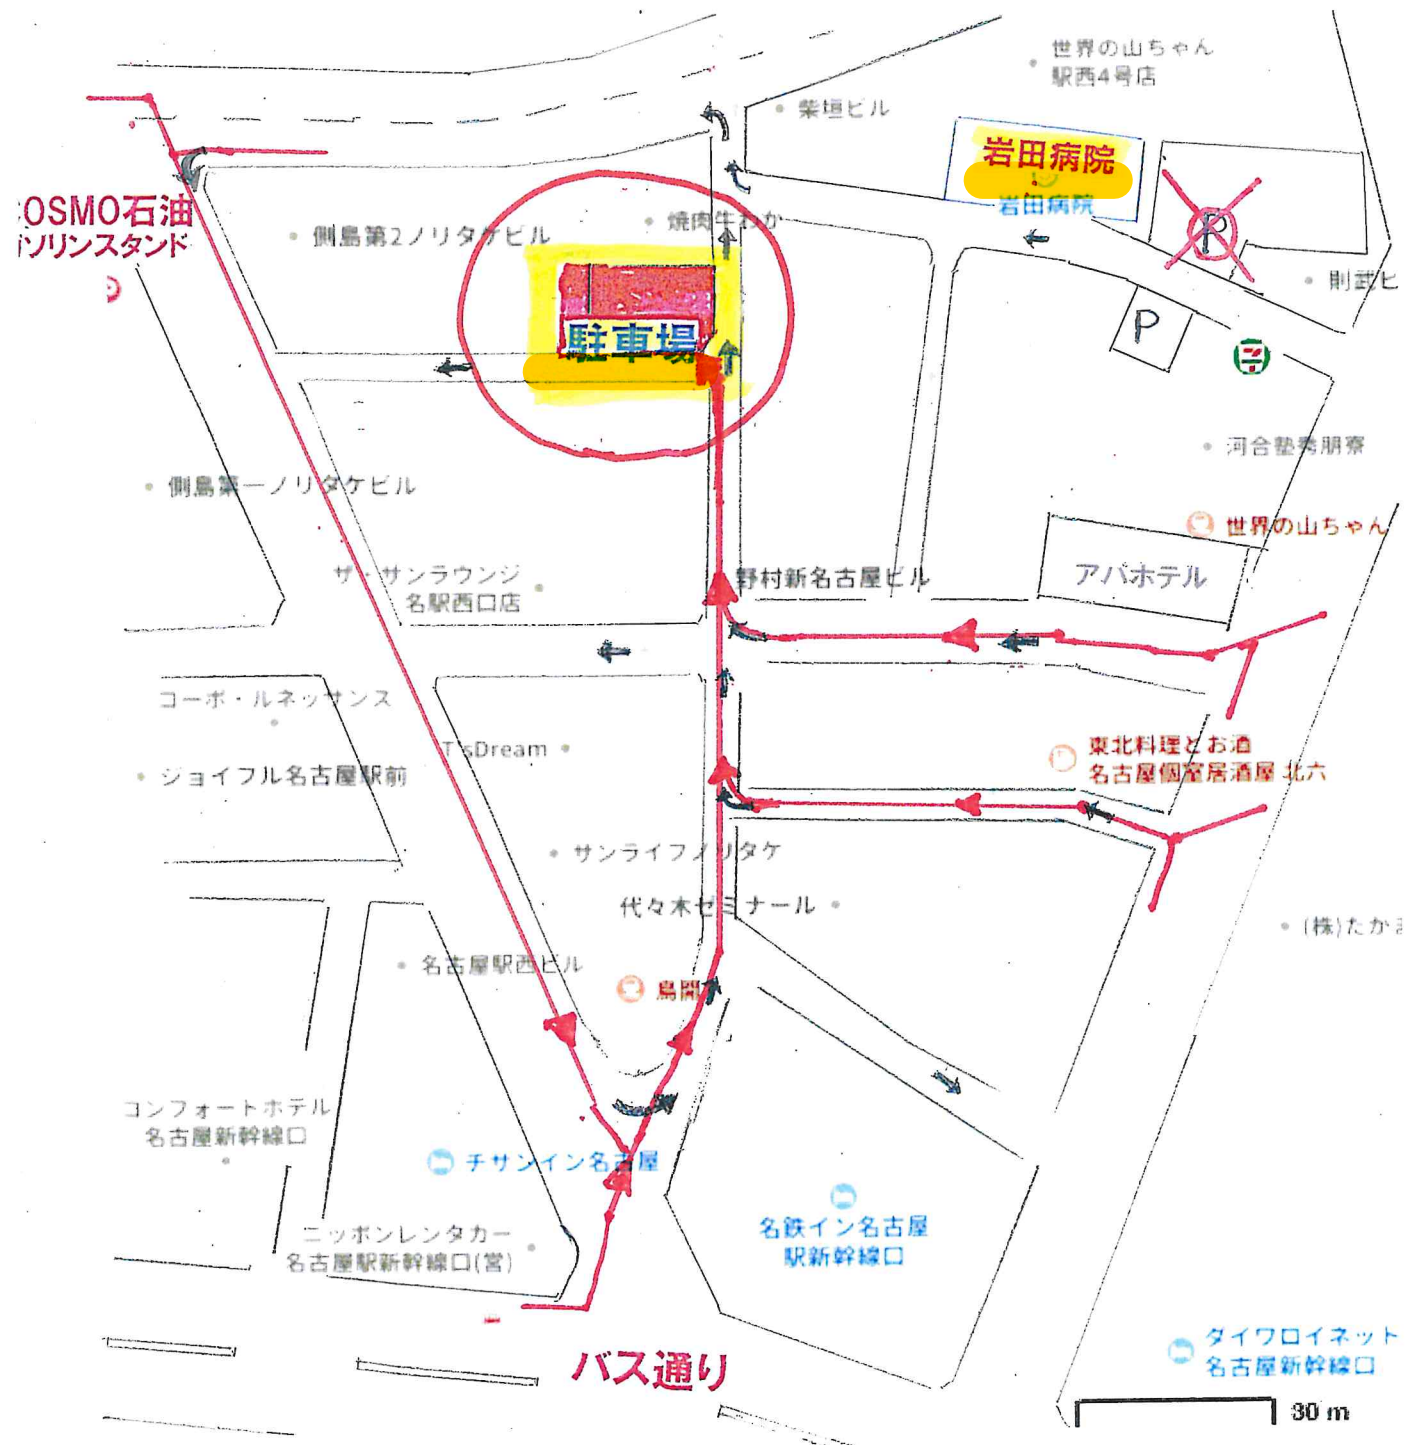 世界の山ちゃん
駅西4号店
柴垣ビル
岩田病院
岩田病院
P
OSMO石油
ソリンスタンド
側島第2ノリタケビル
焼肉牛わか
則武ビ
駐車場
P
河合塾秀朋寮
側島第一ノリタケビル
世界の山ちゃん
ザ・サンラウンジ
名駅西口店
野村新名古屋ビル
アパホテル
コーポ・ルネッサンス
T'sDream
ジョイフル名古屋駅前
東北料理とお酒
名古屋個室居酒屋 北六
サンライフノリタケ
代々木ゼミナール
(株)たか
名古屋駅西ビル
鳥開
コンフォートホテル
名古屋新幹線口
チサンイン名古屋
ニッポンレンタカー
名古屋駅新幹線口(営)
名鉄イン名古屋
駅新幹線口
バス通り
ダイワロイネット
名古屋新幹線口
30 m